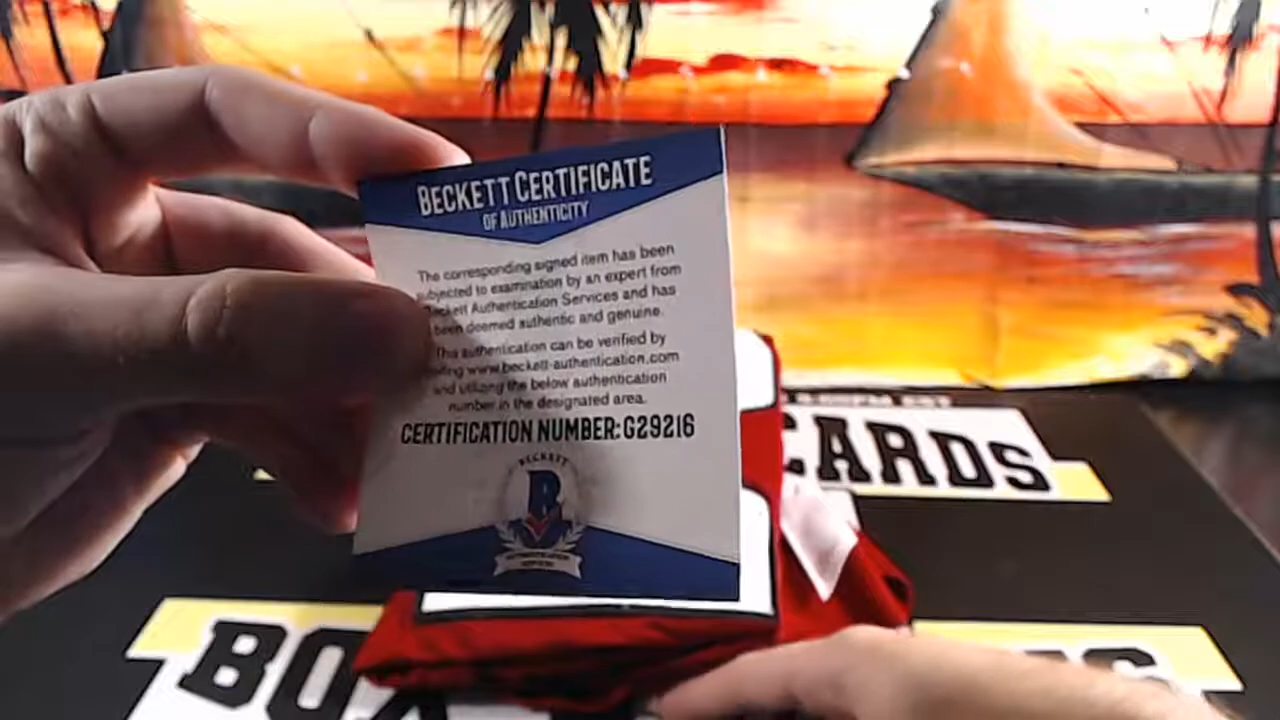 BECKETT CERTIFICATE
OF AUTHENTICITY
The corresponding signed item has been
subjected to examination by an expert from
Beckett Authentication Services and has
been deemed authentic and genuine.
This authentication can be verified by
www.beckett-authentication.com
and utilizing the below authentication
number in the designated area.
CERTIFICATION NUMBER: G29216
BECKETT
B
CARDS
BOX